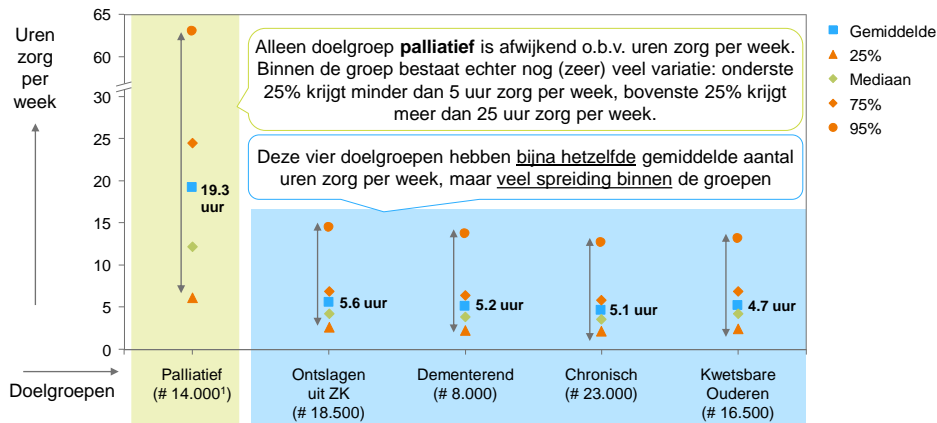 Uren
zorg
per
week
65
60
30
25
20
15
10
5
0
Alleen doelgroep palliatief is afwijkend o.b.v. uren zorg per week.
Binnen de groep bestaat echter nog (zeer) veel variatie: onderste
25% krijgt minder dan 5 uur zorg per week, bovenste 25% krijgt
meer dan 25 uur zorg per week.
Deze vier doelgroepen hebben bijna hetzelfde gemiddelde aantal
uren zorg per week, maar veel spreiding binnen de groepen
Gemiddelde
25%
Mediaan
75%
95%
19.3
uur
5.6 uur
5.2 uur
5.1 uur
4.7 uur
Doelgroepen
Palliatief
(# 14.000¹)
Ontslagen
uit ZK
(# 18.500)
Dementerend
(# 8.000)
Chronisch
(# 23.000)
Kwetsbare
Ouderen
(# 16.500)